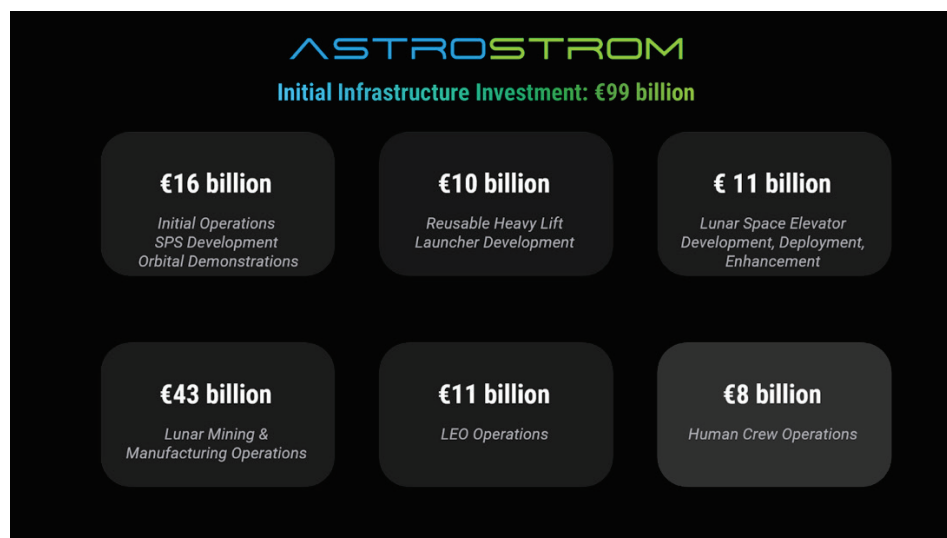 ASTROSTROM
Initial Infrastructure Investment: €99 billion
€16 billion
Initial Operations
SPS Development
Orbital Demonstrations
€10 billion
Reusable Heavy Lift
Launcher Development
€ 11 billion
Lunar Space Elevator
Development, Deployment,
Enhancement
€43 billion
Lunar Mining &
Manufacturing Operations
€11 billion
LEO Operations
€8 billion
Human Crew Operations